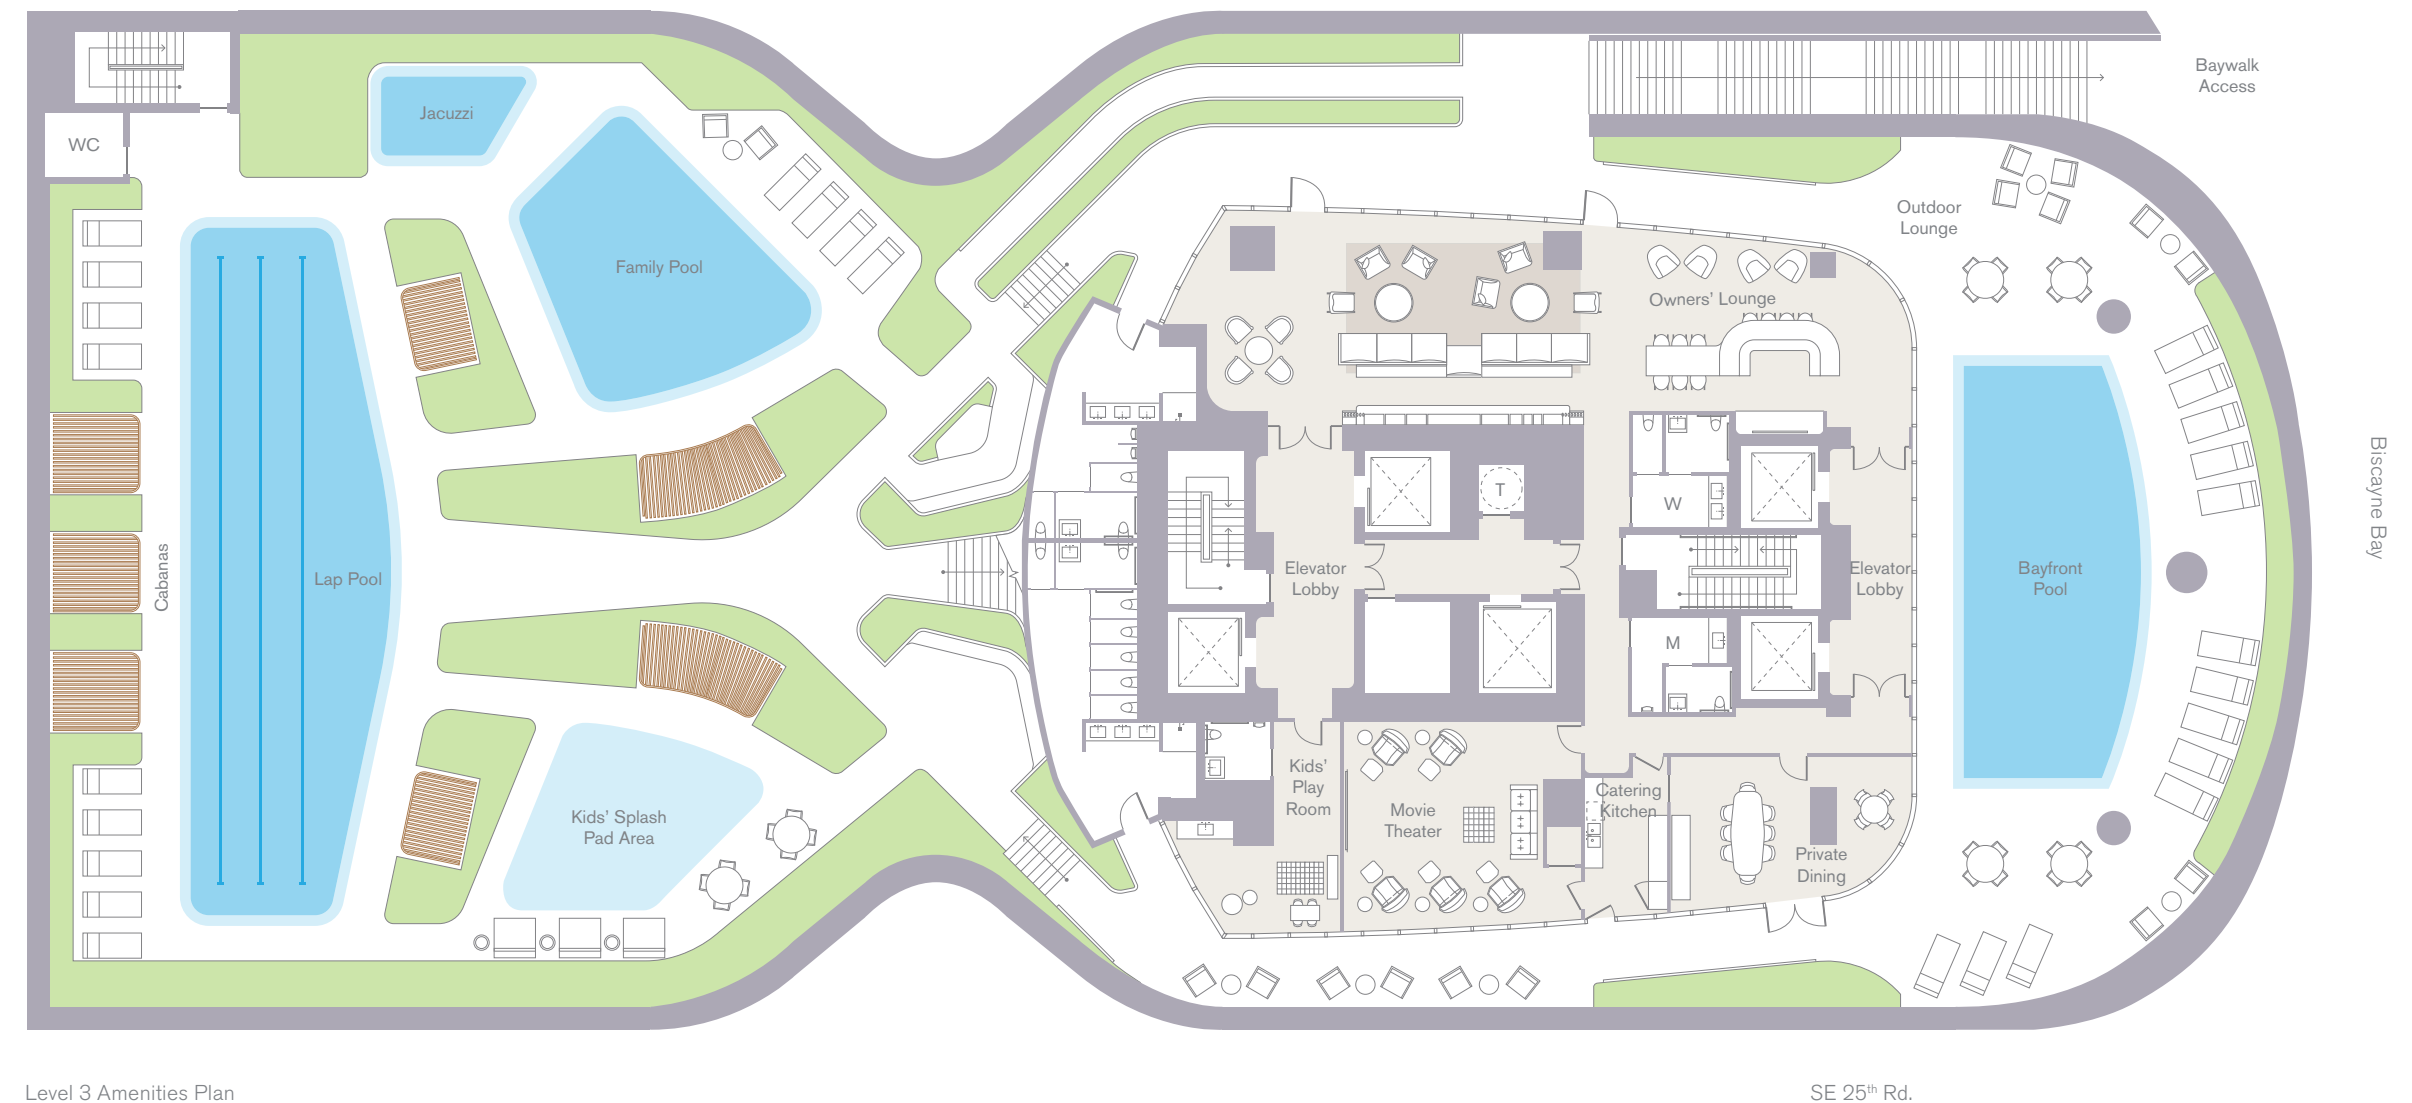 Baywalk
Access
Jacuzzi
WC
Outdoor
Lounge
Family Pool
Owners' Lounge
T
W
Biscayne Bay
Cabanas
Lap Pool
Elevator
Lobby
Elevator
Lobby
Bayfront
Pool
M
Kids'
Play
Room
Movie
Theater
Catering
Kitchen
Kids' Splash
Pad Area
Private
Dining
Level 3 Amenities Plan
SE 25th Rd.